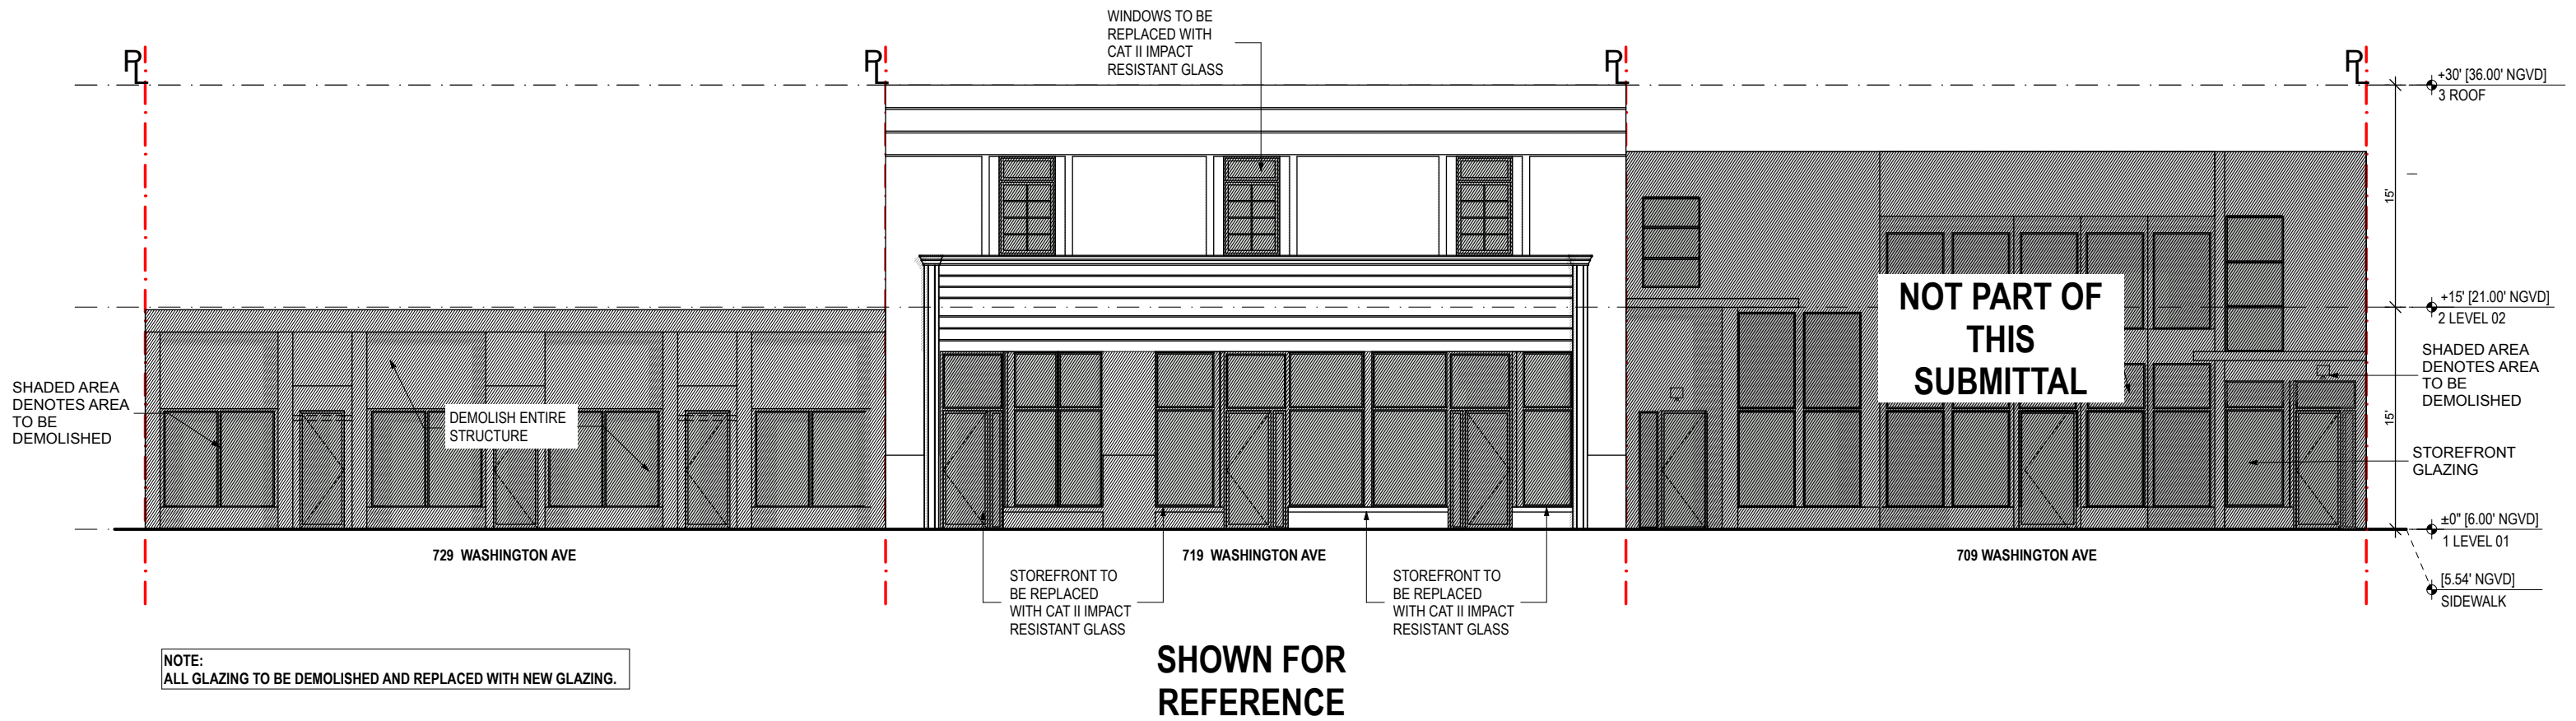 WINDOWS TO BE
REPLACED WITH
CAT II IMPACT
RESISTANT GLASS
PL
PL
PL
PL
+30' [36.00' NGVD]
3 ROOF
15'
+15' [21.00' NGVD]
2 LEVEL 02
NOT PART OF
THIS
SUBMITTAL
SHADED AREA
DENOTES AREA
TO BE
DEMOLISHED
SHADED AREA
DENOTES AREA
TO BE
DEMOLISHED
DEMOLISH ENTIRE
STRUCTURE
15'
STOREFRONT
GLAZING
±0" [6.00' NGVD]
1 LEVEL 01
729 WASHINGTON AVE
719 WASHINGTON AVE
709 WASHINGTON AVE
STOREFRONT TO
BE REPLACED
WITH CAT II IMPACT
RESISTANT GLASS
STOREFRONT TO
BE REPLACED
WITH CAT II IMPACT
RESISTANT GLASS
[5.54' NGVD]
SIDEWALK
NOTE:
ALL GLAZING TO BE DEMOLISHED AND REPLACED WITH NEW GLAZING.
SHOWN FOR
REFERENCE